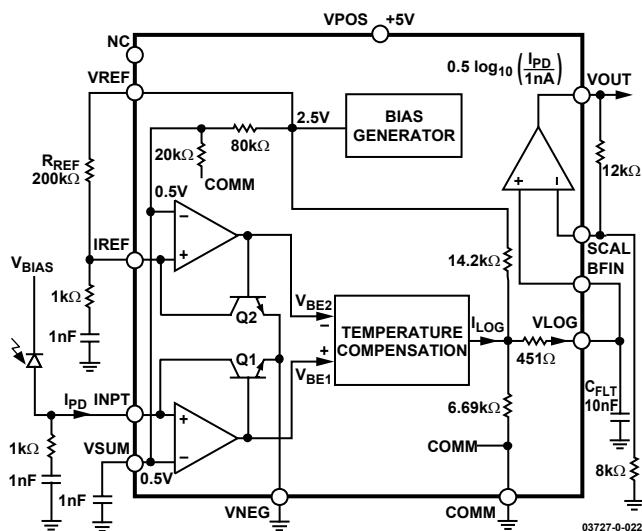 VPOS +5V
NC
VREF
0.5 log10 (IPD / 1nA)
VOUT
2.5V
BIAS
GENERATOR
80kΩ
20kΩ
COMM
RREF
200kΩ
12kΩ
0.5V
IREF
SCAL
BFIN
14.2kΩ
VBIAS
1kΩ
1nF
Q2
VBE2
TEMPERATURE
COMPENSATION
ILOG
VLOG
451Ω
Q1
VBE1
IPD
INPT
CFLT
10nF
6.69kΩ
1kΩ
VSUM
0.5V
COMM
8kΩ
1nF
1nF
VNEG
COMM
03727-0-022
+
−
+
−
+
−
−
+